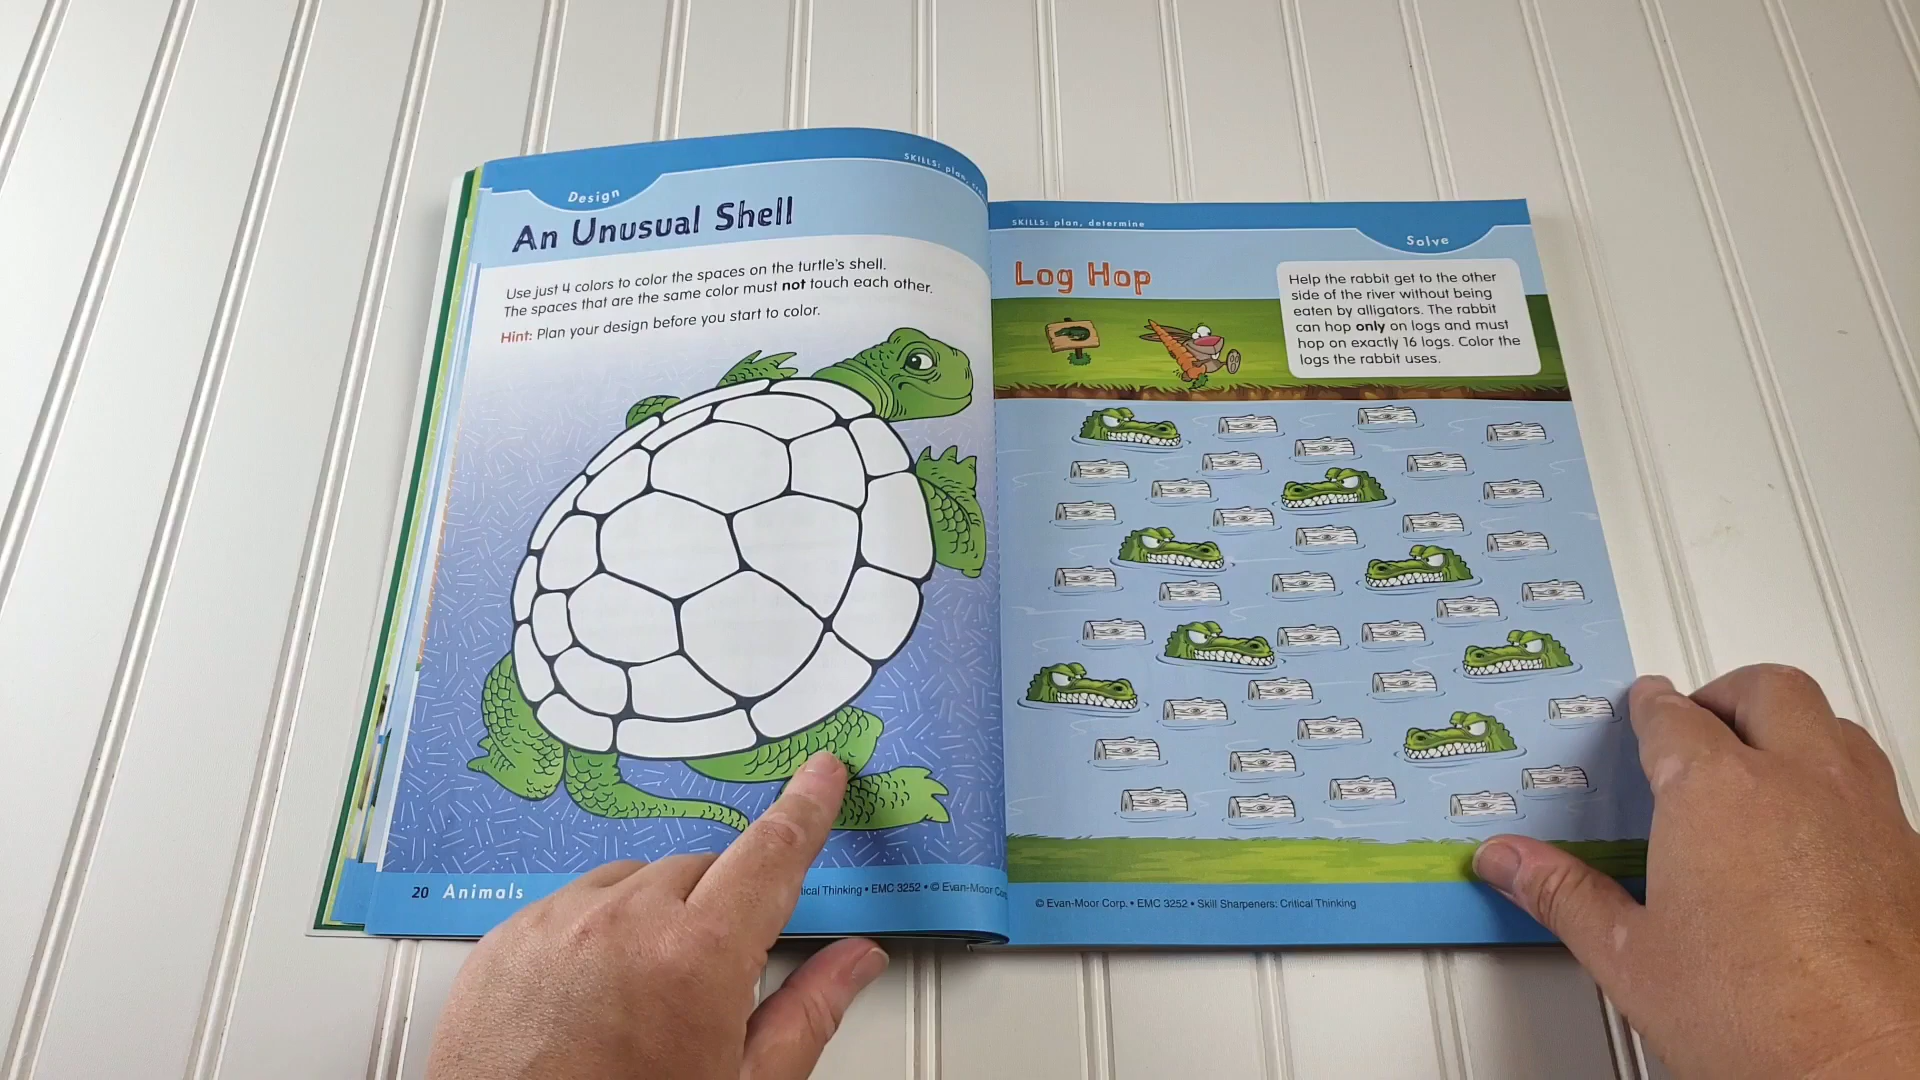 Design
SKILLS: plan,
An Unusual Shell
Use just 4 colors to color the spaces on the turtle's shell.
The spaces that are the same color must not touch each other.
Hint: Plan your design before you start to color.
20 Animals
tical Thinking • EMC 3252 • © Evan-Moor
SKILLS: plan, determine
Solve
Log Hop
Help the rabbit get to the other
side of the river without being
eaten by alligators. The rabbit
can hop only on logs and must
hop on exactly 16 logs. Color the
logs the rabbit uses.
© Evan-Moor Corp. • EMC 3252 • Skill Sharpeners: Critical Thinking